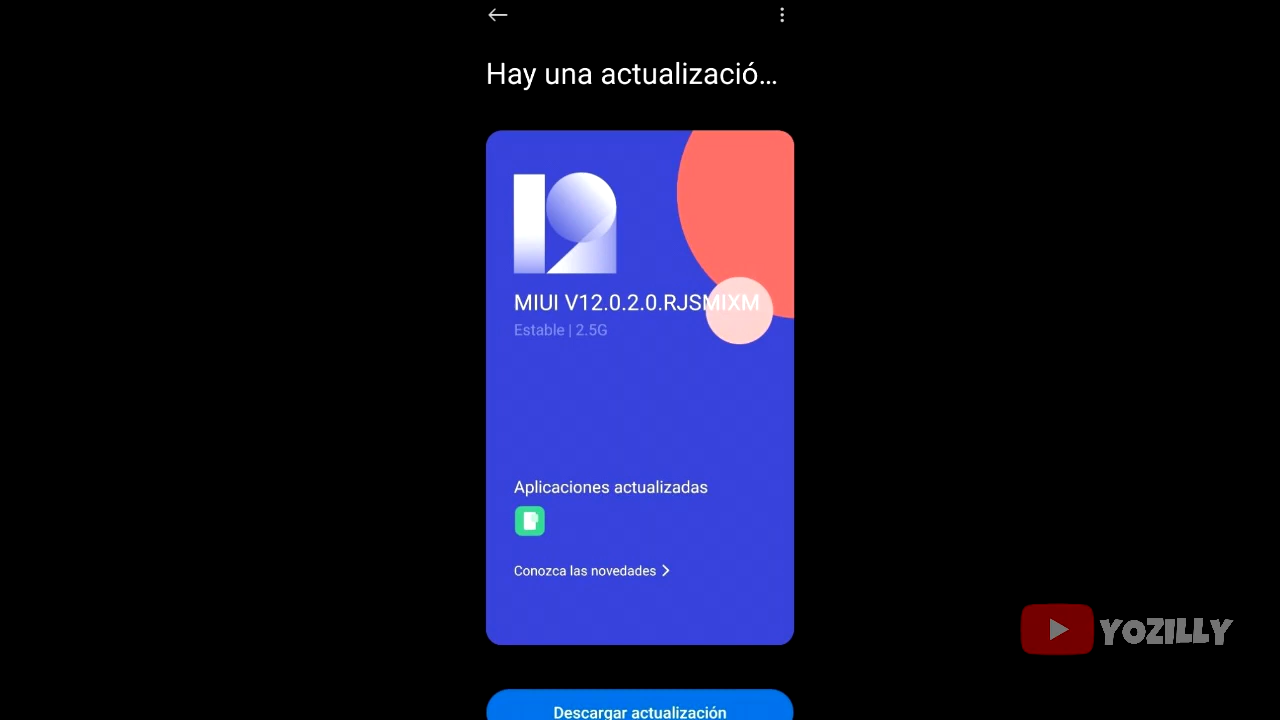 Hay una actualizació...
12
MIUI V12.0.2.0.RJSMIXM
Estable | 2.5G
Aplicaciones actualizadas
Conozca las novedades >
Descargar actualización
YOZILLY